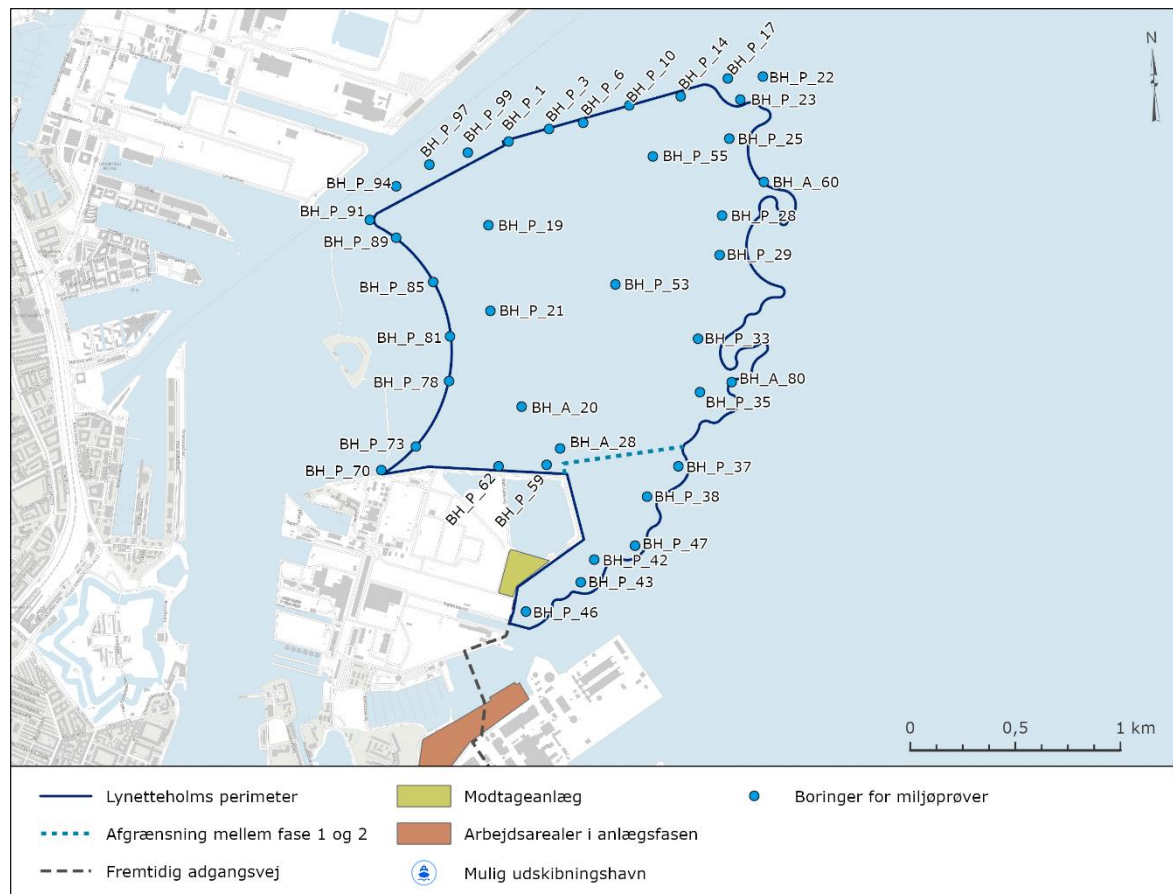 N
BH_P_97
BH_P_99
BH_P_1
BH_P_3
BH_P_6
BH_P_10
BH_P_14
BH_P_17
BH_P_22
BH_P_23
BH_P_25
BH_P_55
BH_A_60
BH_P_94
BH_P_91
BH_P_89
BH_P_19
BH_P_28
BH_P_29
BH_P_85
BH_P_53
BH_P_21
BH_P_81
BH_P_33
BH_P_78
BH_A_80
BH_P_35
BH_A_20
BH_P_73
BH_A_28
BH_P_70
BH_P_62
BH_P_59
BH_P_37
BH_P_38
BH_P_47
BH_P_42
BH_P_43
BH_P_46
0 0,5 1 km
Lynetteholms perimeter
Modtageanlæg
Boringer for miljøprøver
Afgrænsning mellem fase 1 og 2
Arbejdsarealer i anlægsfasen
Fremtidig adgangsvej
Mulig udskibningshavn